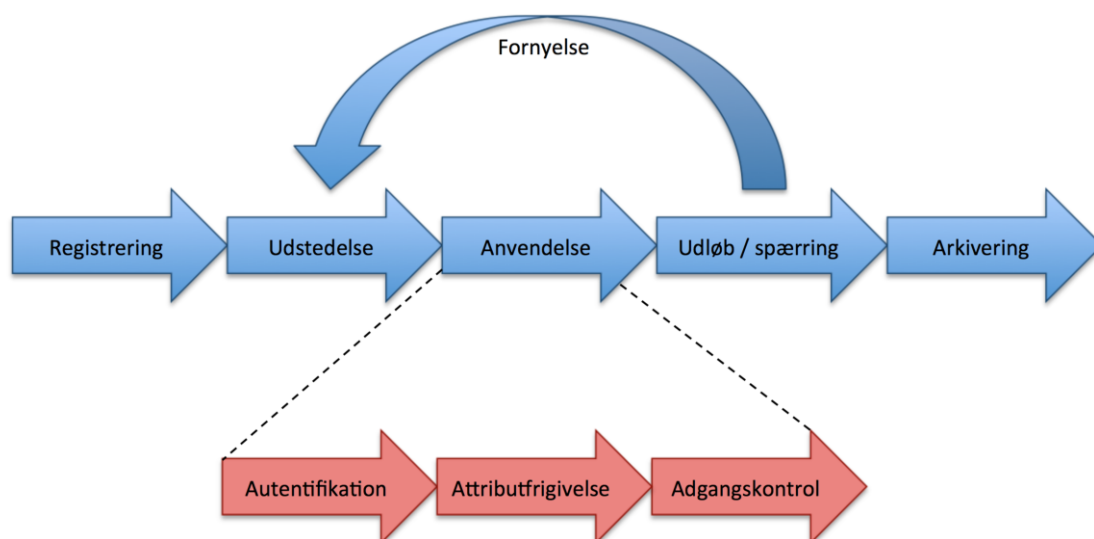 Fornyelse
Registrering
Udstedelse
Anvendelse
Udløb / spærring
Arkivering
Autentifikation
Attributfrigivelse
Adgangskontrol